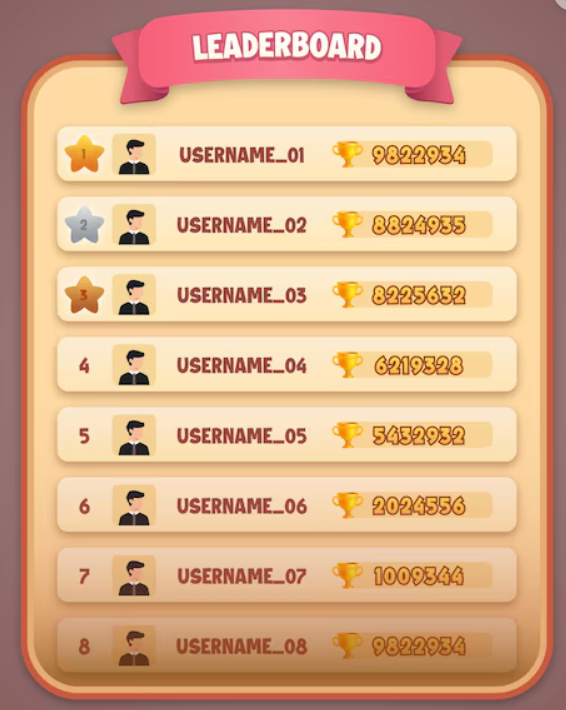 LEADERBOARD
1 USERNAME_01 9822934
2 USERNAME_02 8824935
3 USERNAME_03 8225632
4 USERNAME_04 6219328
5 USERNAME_05 5432932
6 USERNAME_06 2024556
7 USERNAME_07 1009344
8 USERNAME_08 9822934